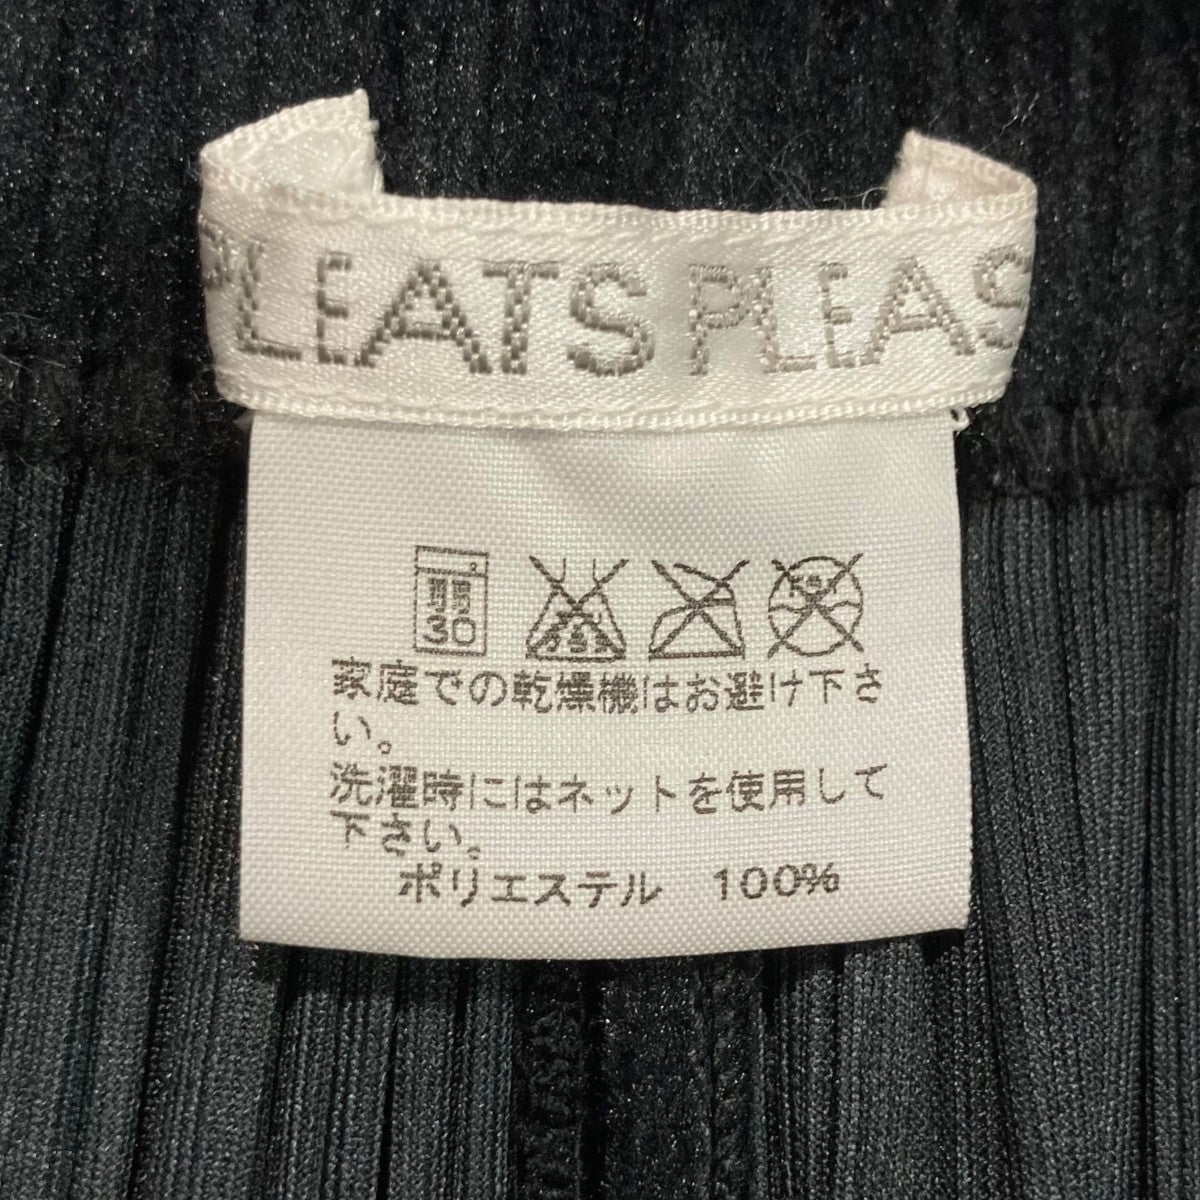 PLEATS PLEAS
30
家庭での乾燥機はお避け下さ
い。
洗濯時にはネットを使用して
下さい。
ポリエステル 100%